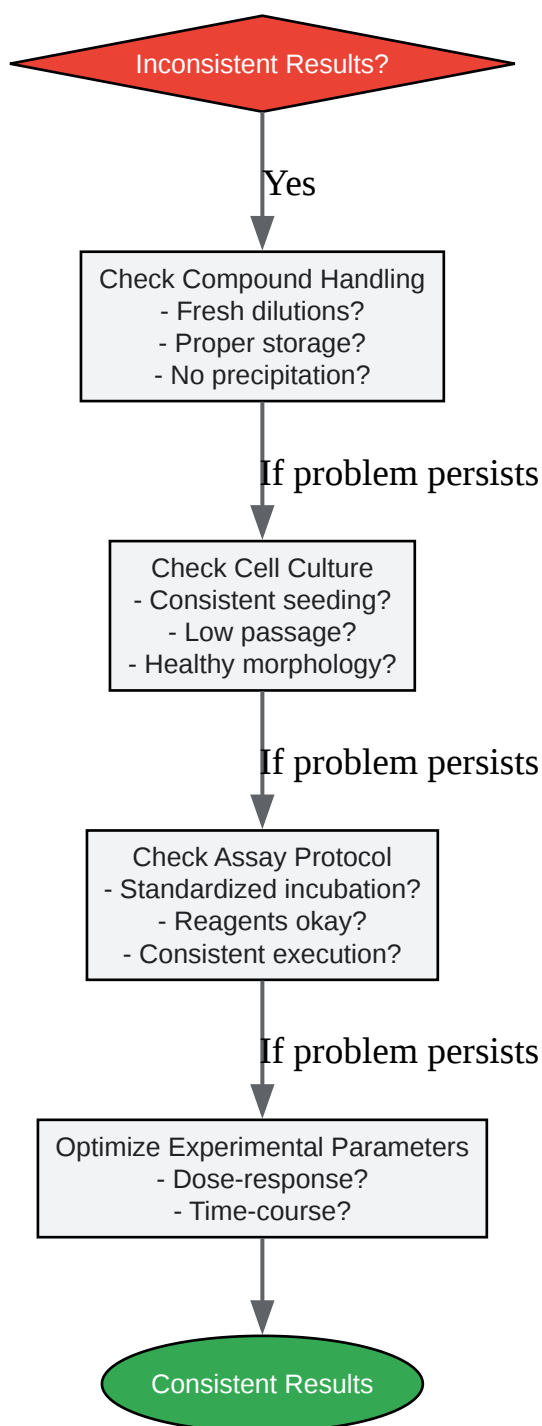 Inconsistent Results?
Yes
Check Compound Handling
- Fresh dilutions?
- Proper storage?
- No precipitation?
If problem persists
Check Cell Culture
- Consistent seeding?
- Low passage?
- Healthy morphology?
If problem persists
Check Assay Protocol
- Standardized incubation?
- Reagents okay?
- Consistent execution?
If problem persists
Optimize Experimental Parameters
- Dose-response?
- Time-course?
Consistent Results